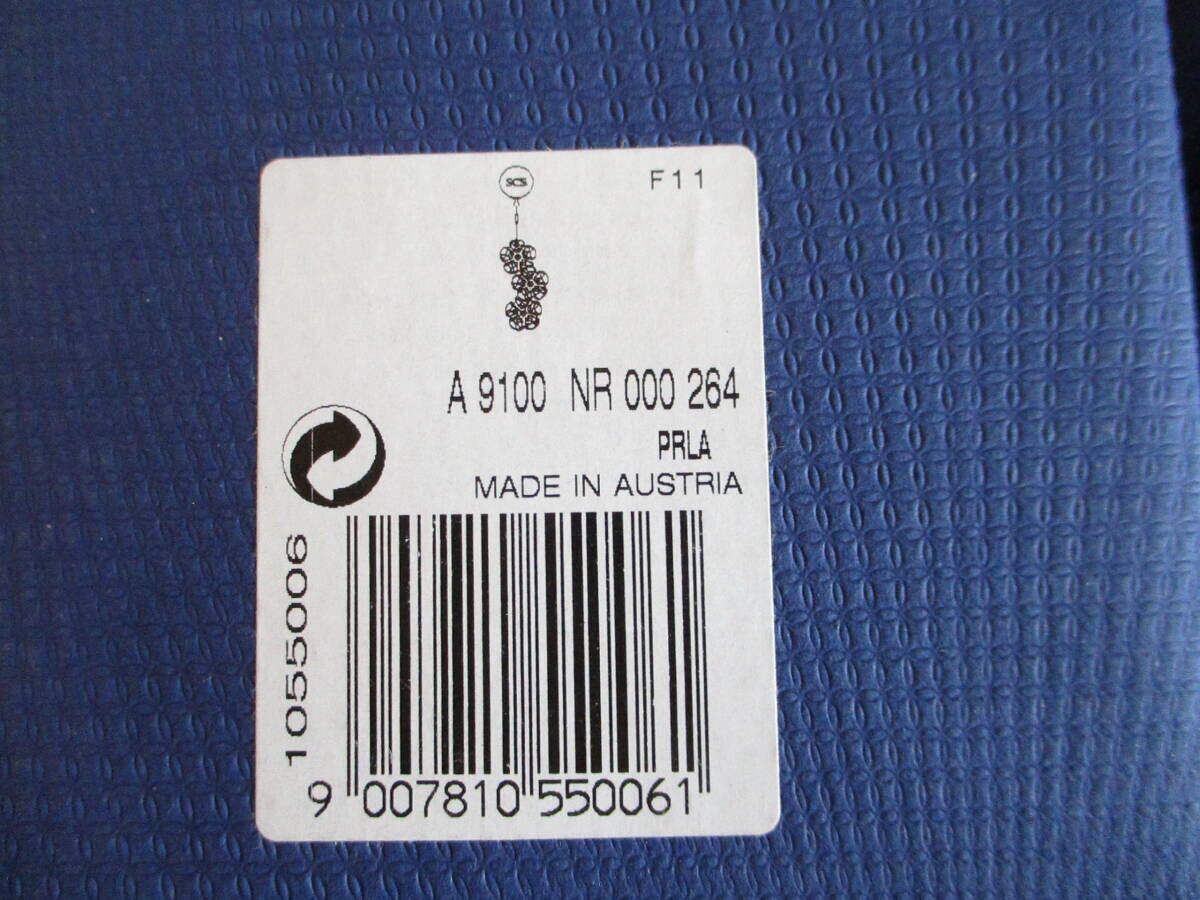 SCS
F11
A 9100 NR 000 264
PRLA
MADE IN AUSTRIA
1055006
9 007810 550061